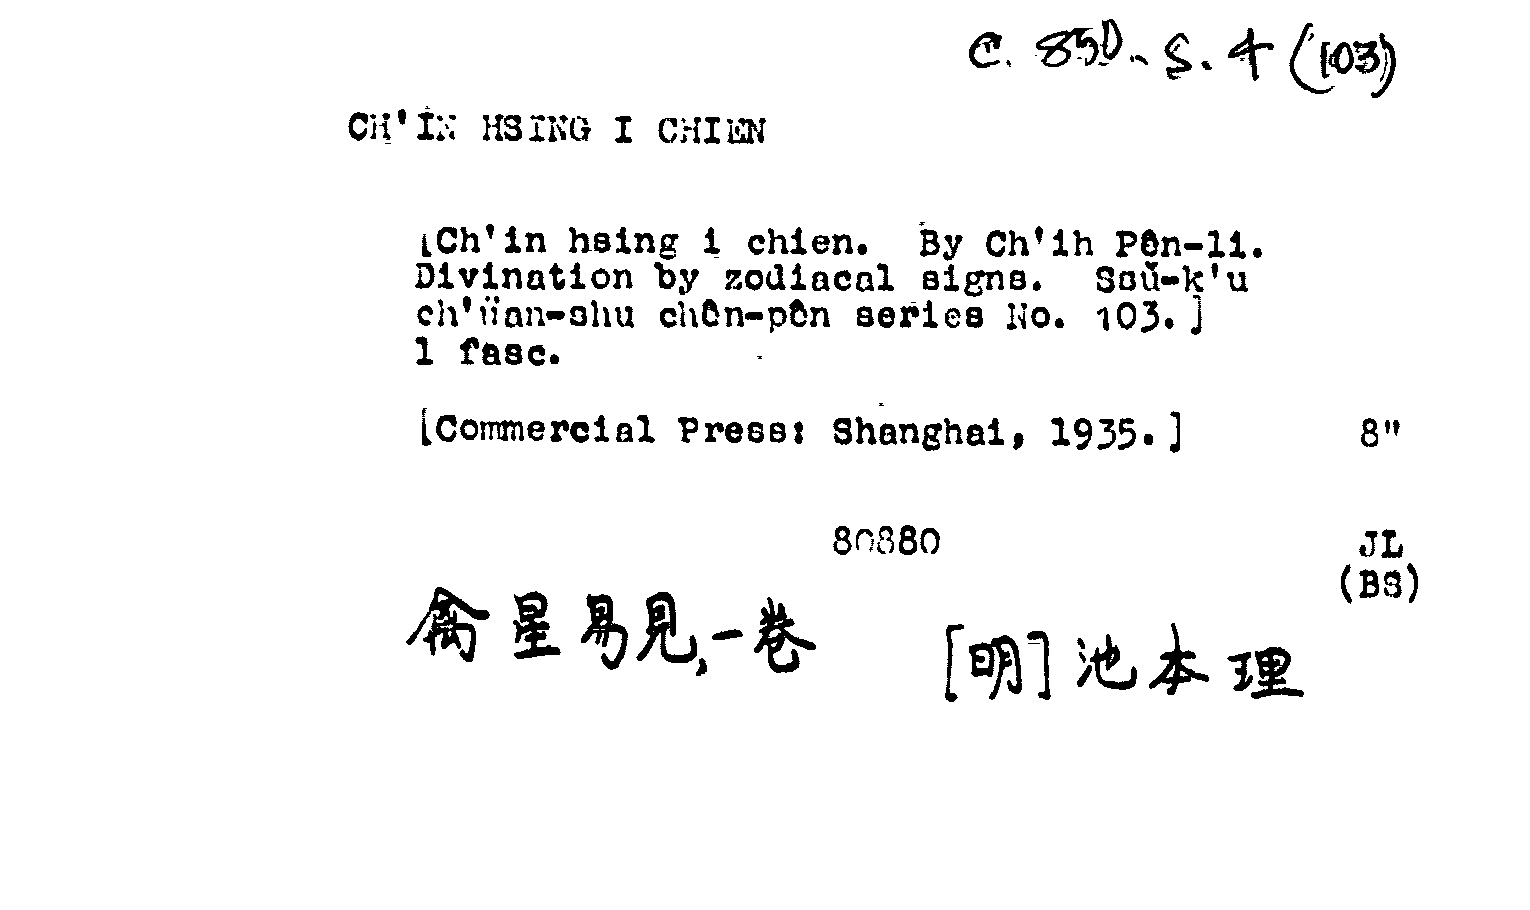 C. 85D. S. 4 (103)
CH'IN HSING I CHIEN
[Ch'in hsing i chien. By Ch'ih Pên-li.
Divination by zodiacal signs. Ssŭ-k'u
ch'üan-shu chên-pên series No. 103.]
1 fasc.
[Commercial Press: Shanghai, 1935.] 8"
80880 JL
(BS)
禽星易見,一卷 [明]池本理